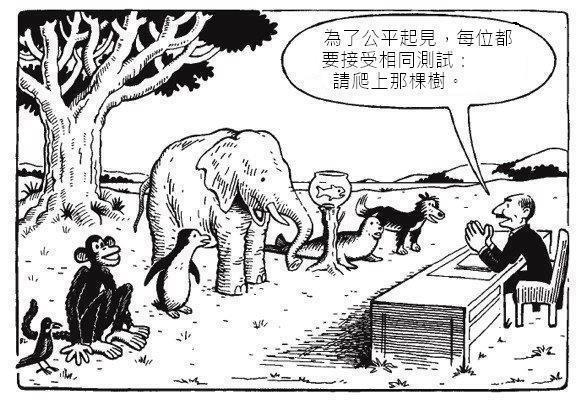 為了公平起見，每位都
要接受相同測試：
請爬上那棵樹。